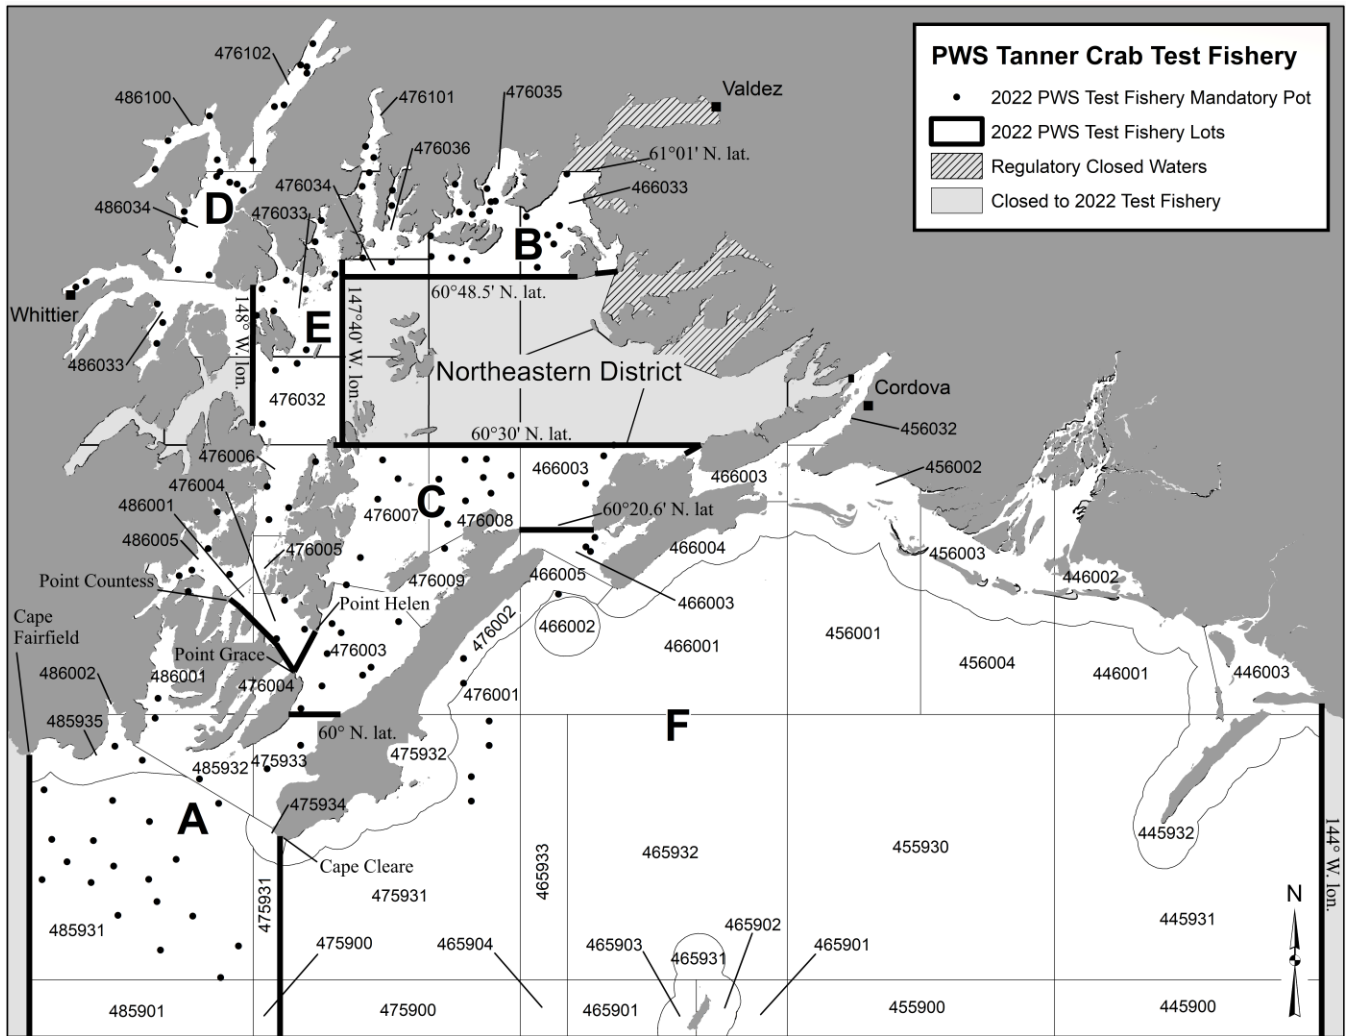 PWS Tanner Crab Test Fishery
2022 PWS Test Fishery Mandatory Pot
2022 PWS Test Fishery Lots
Regulatory Closed Waters
Closed to 2022 Test Fishery
476102
486100
476101
476035
Valdez
476036
61°01' N. lat.
476034
466033
486034
D
476033
B
Whittier
148° W. lon.
147°40' W. lon.
60°48.5' N. lat.
E
486033
Northeastern District
476032
Cordova
60°30' N. lat.
456032
476006
466003
466003
456002
476004
C
486001
476007
476008
60°20.6' N. lat
486005
476005
466004
456003
Point Countess
476009
466005
446002
Cape
Fairfield
Point Helen
466003
476002
466002
Point Grace
476003
466001
456001
486002
486001
476004
476001
456004
446001
446003
485935
60° N. lat.
F
485932
475933
475932
A
475934
445932
144° W. lon.
Cape Cleare
465933
465932
455930
475931
475931
N
485931
445931
475900
465904
465903
465931
465902
465901
485901
475900
465901
455900
445900